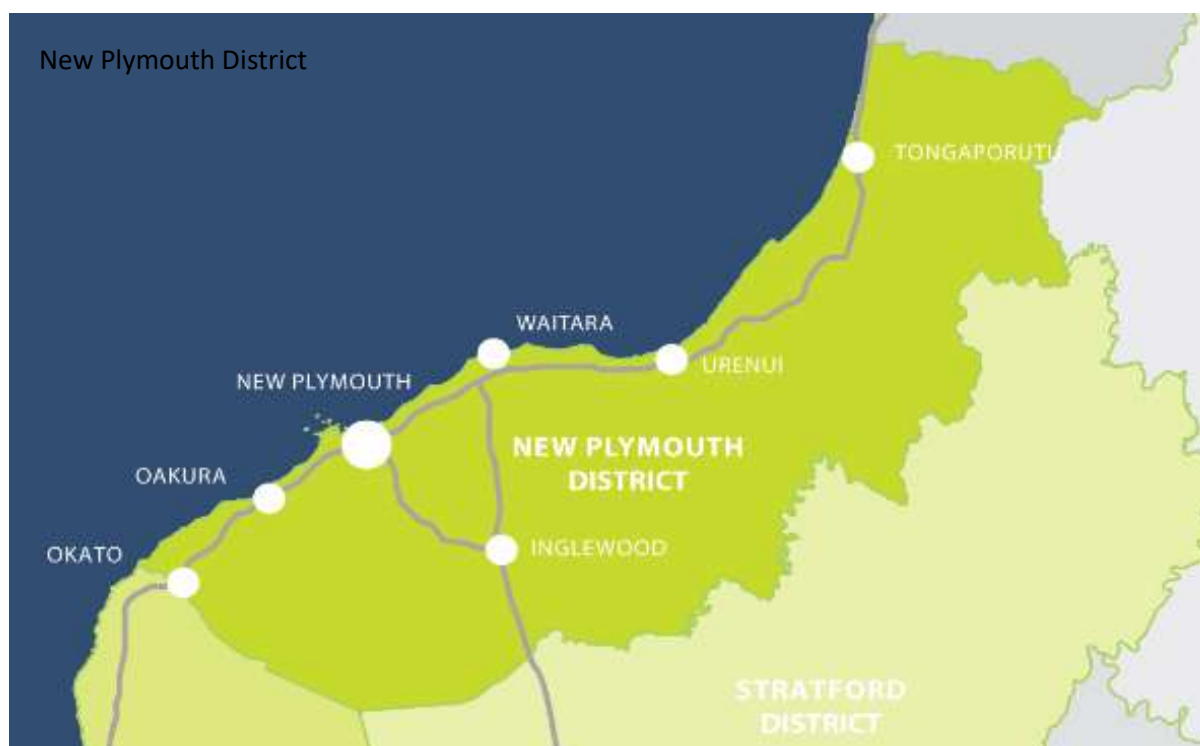 New Plymouth District
TONGAPORUTU
WAITARA
URENUI
NEW PLYMOUTH
NEW PLYMOUTH
DISTRICT
OAKURA
OKATO
INGLEWOOD
STRATFORD
DISTRICT